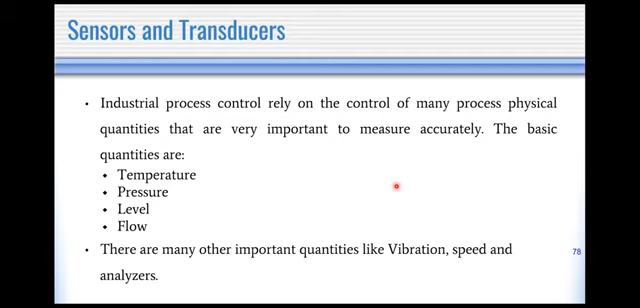 Sensors and Transducers
• Industrial process control rely on the control of many process physical
quantities that are very important to measure accurately. The basic
quantities are:
• Temperature
• Pressure
• Level
• Flow
• There are many other important quantities like Vibration, speed and
analyzers.
78